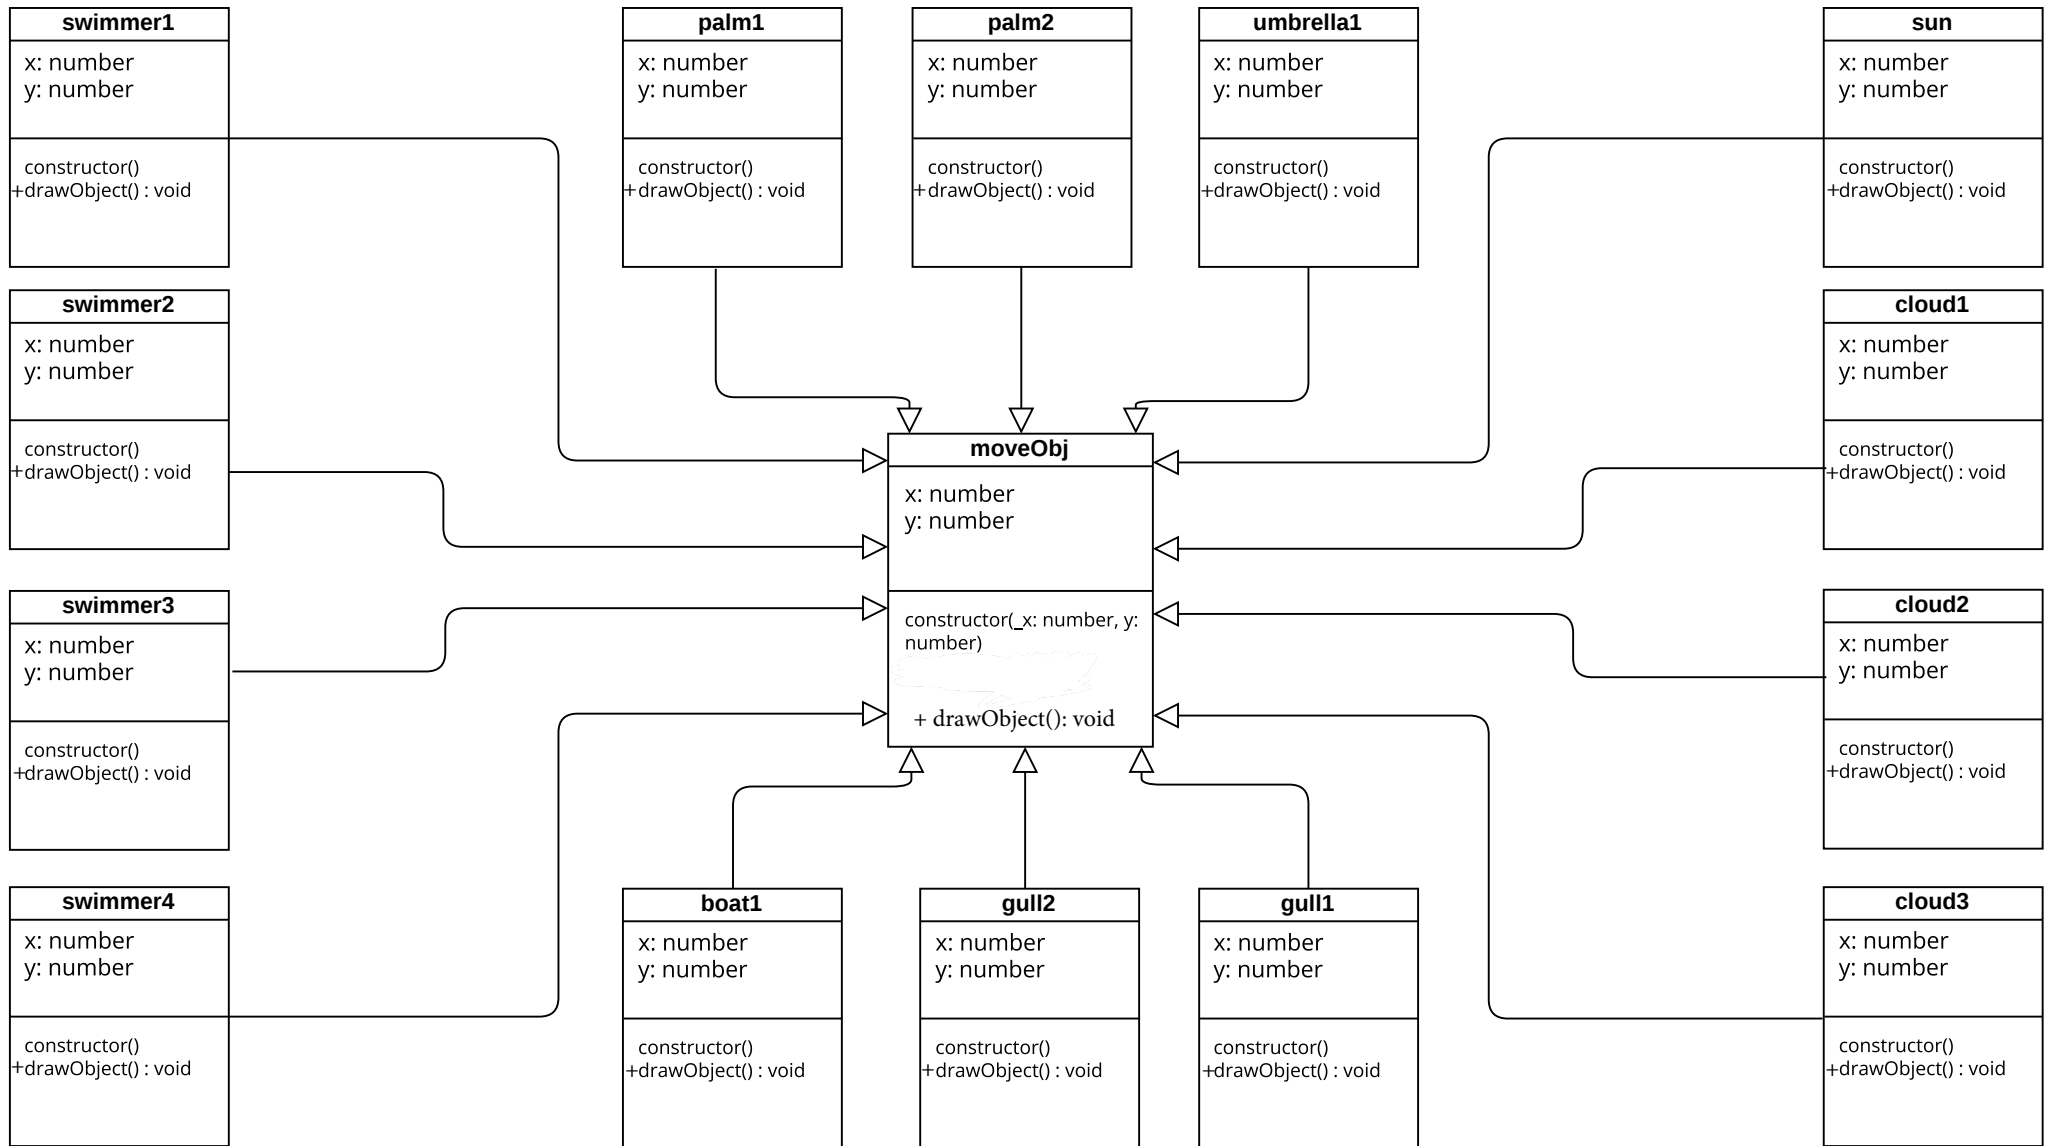 swimmer1
x: number
y: number
constructor()
+drawObject() : void
palm1
x: number
y: number
constructor()
+drawObject() : void
palm2
x: number
y: number
constructor()
+drawObject() : void
umbrella1
x: number
y: number
constructor()
+drawObject() : void
sun
x: number
y: number
constructor()
+drawObject() : void
swimmer2
x: number
y: number
constructor()
+drawObject() : void
cloud1
x: number
y: number
constructor()
+drawObject() : void
moveObj
x: number
y: number
constructor(_x: number, y:
number)
+ drawObject(): void
swimmer3
x: number
y: number
constructor()
+drawObject() : void
cloud2
x: number
y: number
constructor()
+drawObject() : void
swimmer4
x: number
y: number
constructor()
+drawObject() : void
boat1
x: number
y: number
constructor()
+drawObject() : void
gull2
x: number
y: number
constructor()
+drawObject() : void
gull1
x: number
y: number
constructor()
+drawObject() : void
cloud3
x: number
y: number
constructor()
+drawObject() : void